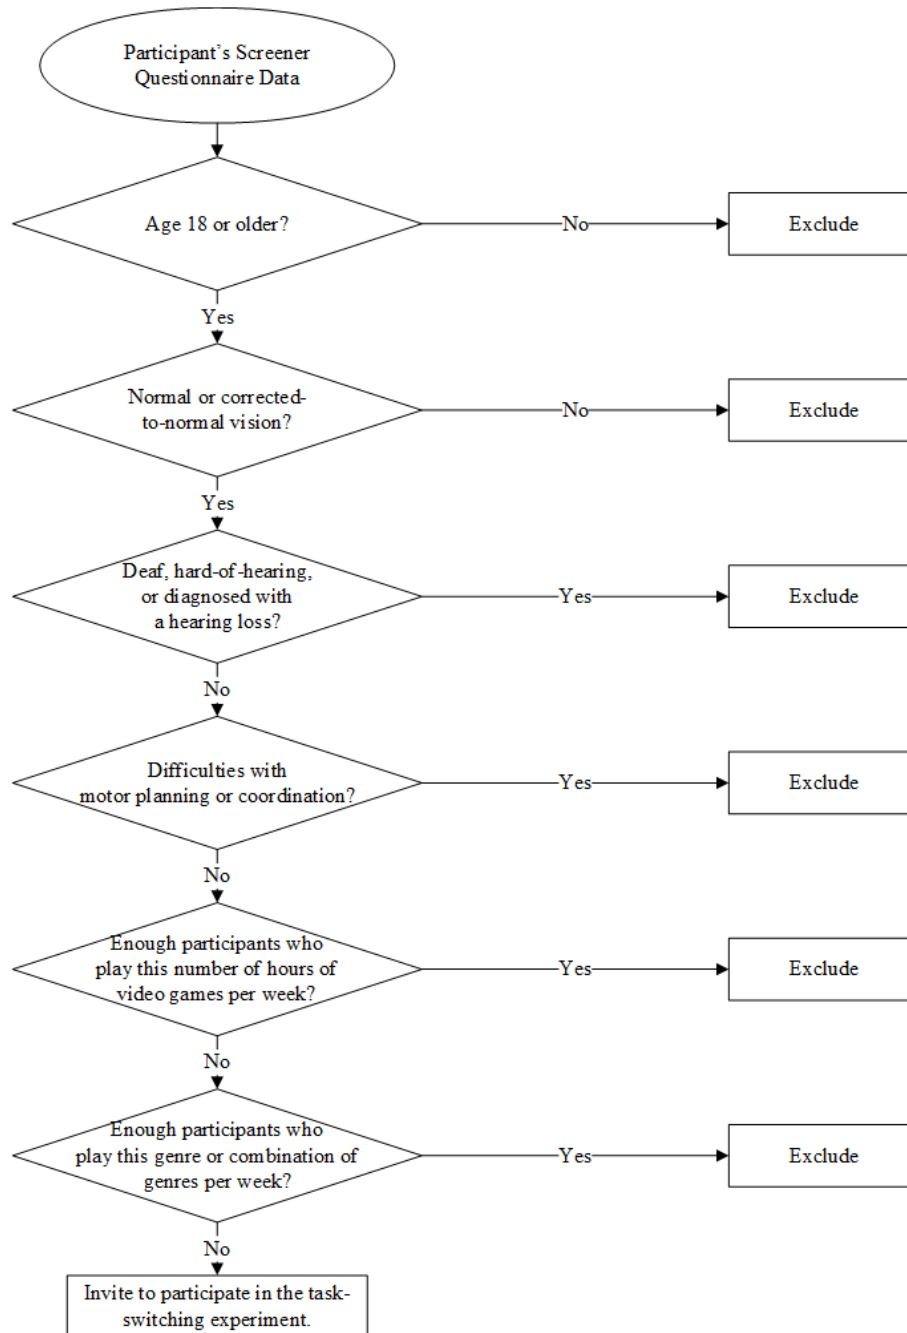 Participant's Screener
Questionnaire Data
Age 18 or older?
No
Exclude
Yes
Normal or corrected-
to-normal vision?
No
Exclude
Yes
Deaf, hard-of-hearing,
or diagnosed with
a hearing loss?
Yes
Exclude
No
Difficulties with
motor planning or coordination?
Yes
Exclude
No
Enough participants who
play this number of hours of
video games per week?
Yes
Exclude
No
Enough participants who
play this genre or combination of
genres per week?
Yes
Exclude
No
Invite to participate in the task-
switching experiment.